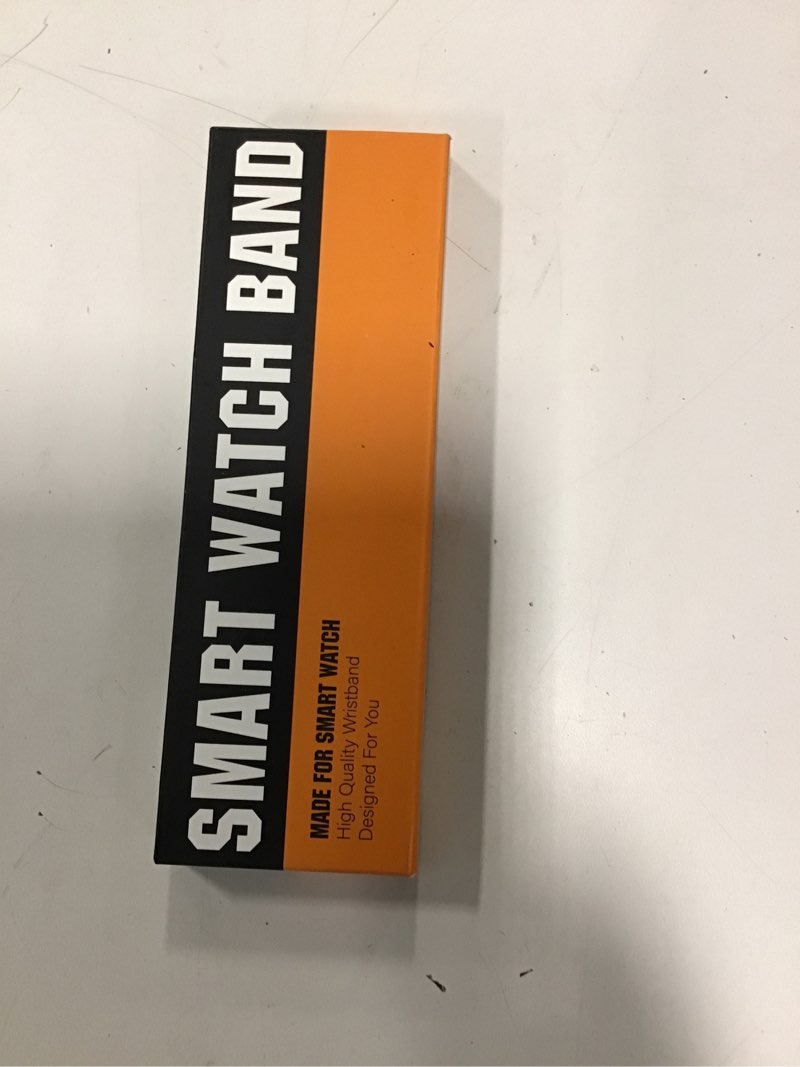 SMART WATCH BAND
MADE FOR SMART WATCH
High Quality Wristband
Designed For You